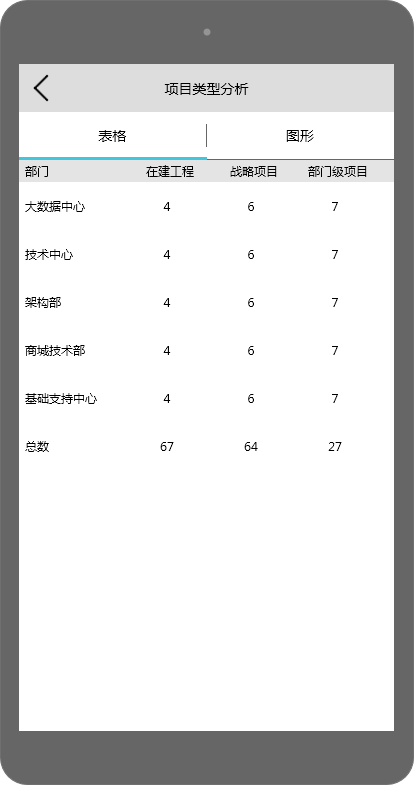 项目类型分析
表格 图形
部门 在建工程 战略项目 部门级项目
大数据中心 4 6 7
技术中心 4 6 7
架构部 4 6 7
商城技术部 4 6 7
基础支持中心 4 6 7
总数 67 64 27